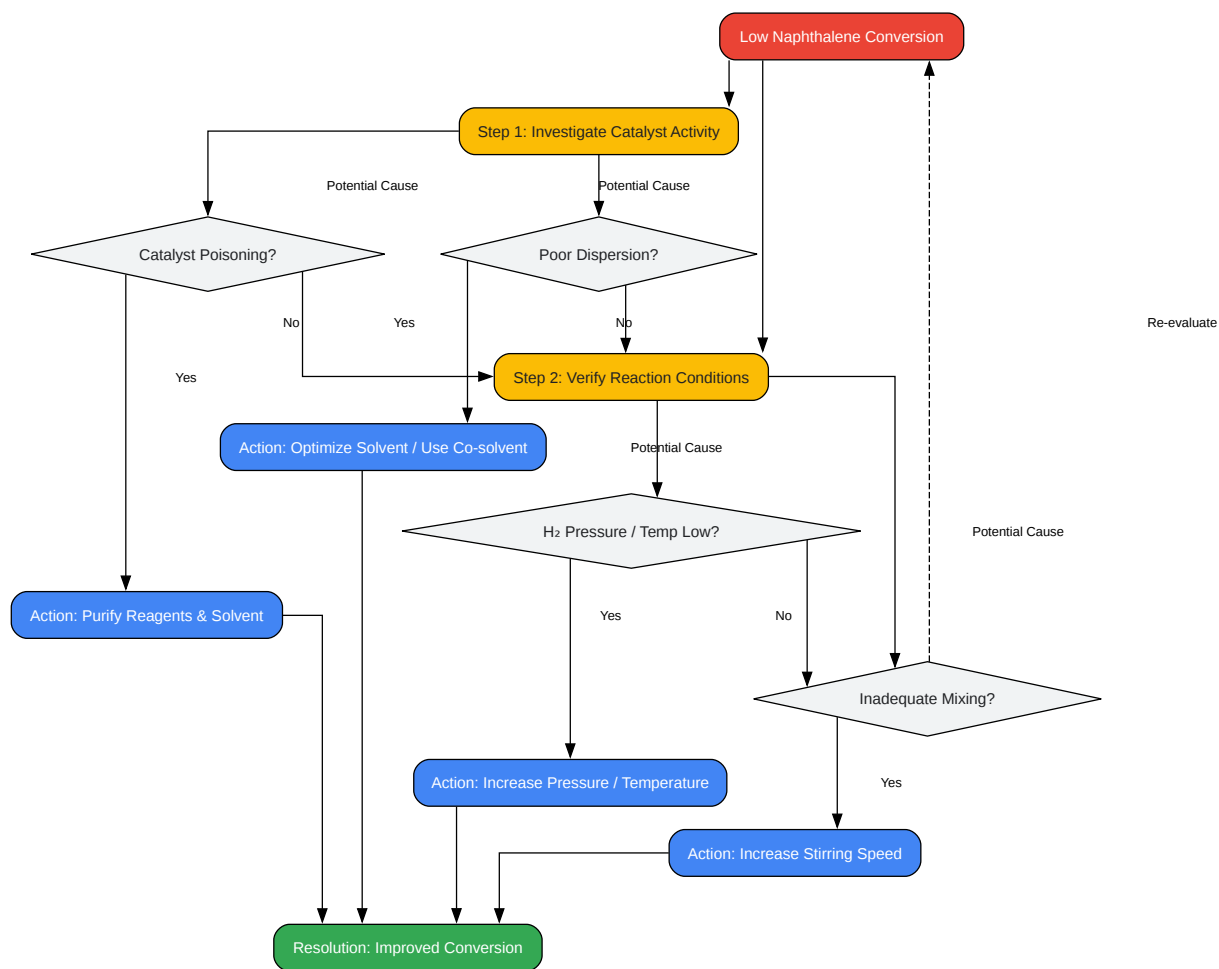 Low Naphthalene Conversion
Step 1: Investigate Catalyst Activity
Potential Cause
Potential Cause
Catalyst Poisoning?
Poor Dispersion?
No
Yes
No
Re-evaluate
Yes
Step 2: Verify Reaction Conditions
Action: Optimize Solvent / Use Co-solvent
Potential Cause
H₂ Pressure / Temp Low?
Potential Cause
Action: Purify Reagents & Solvent
Yes
No
Inadequate Mixing?
Action: Increase Pressure / Temperature
Yes
Action: Increase Stirring Speed
Resolution: Improved Conversion